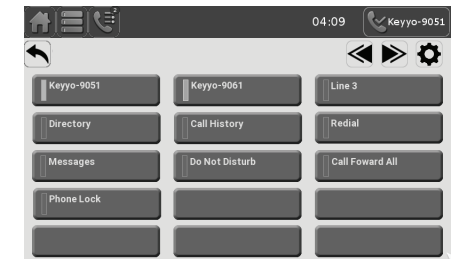 04:09
Keyyo-9051
Keyyo-9051
Keyyo-9061
Line 3
Directory
Call History
Redial
Messages
Do Not Disturb
Call Foward All
Phone Lock